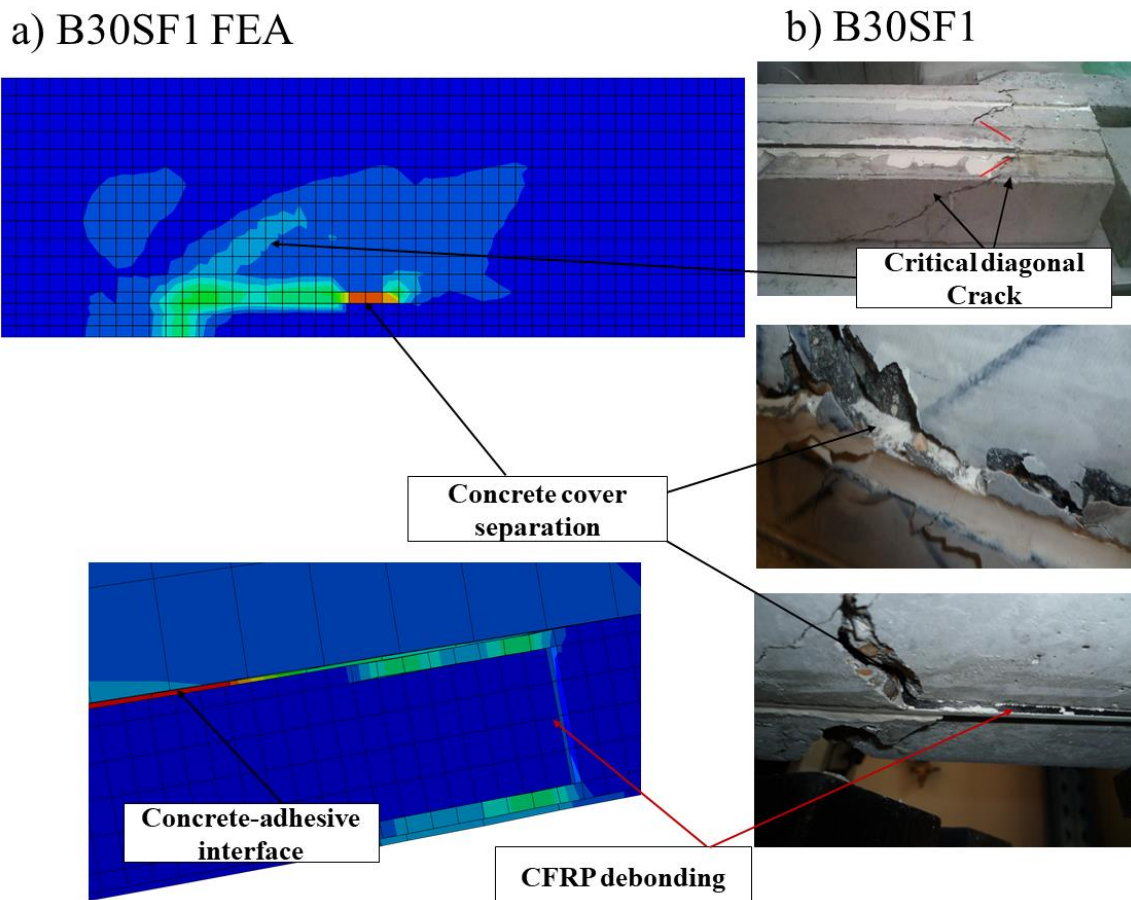 a) B30SF1 FEA
b) B30SF1
Critical diagonal
Crack
Concrete cover
separation
Concrete-adhesive
interface
CFRP debonding